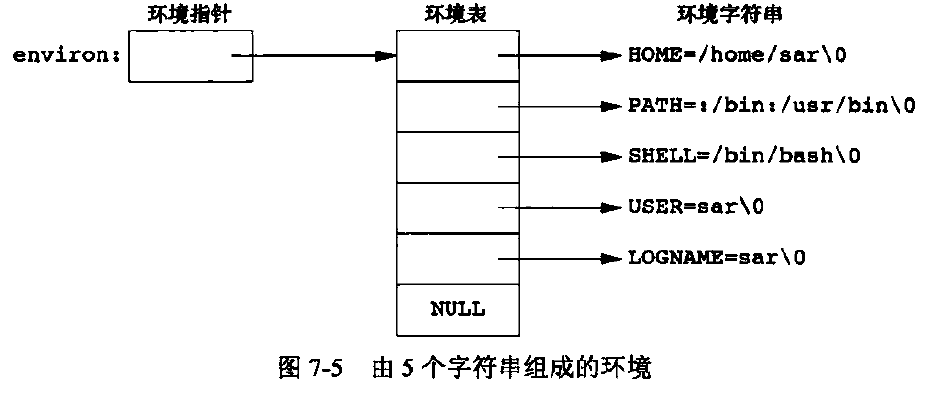 环境指针 环境表 环境字符串
environ: HOME=/home/sar\0
PATH=:/bin:/usr/bin\0
SHELL=/bin/bash\0
USER=sar\0
LOGNAME=sar\0
NULL
图 7-5 由 5 个字符串组成的环境